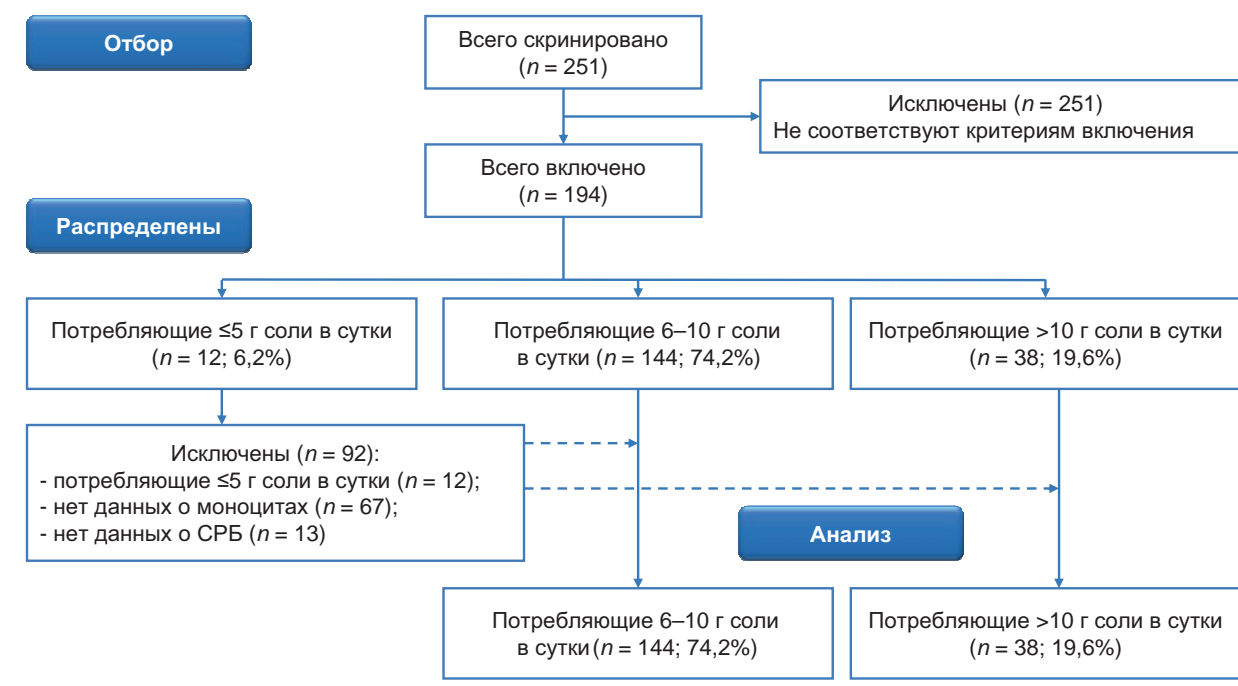 Отбор
Всего скринировано
(n = 251)
Исключены (n = 251)
Не соответствуют критериям включения
Всего включено
(n = 194)
Распределены
Потребляющие ≤5 г соли в сутки
(n = 12; 6,2%)
Потребляющие 6–10 г соли
в сутки (n = 144; 74,2%)
Потребляющие >10 г соли в сутки
(n = 38; 19,6%)
Исключены (n = 92):
- потребляющие ≤5 г соли в сутки (n = 12);
- нет данных о моноцитах (n = 67);
- нет данных о СРБ (n = 13)
Анализ
Потребляющие 6–10 г соли
в сутки (n = 144; 74,2%)
Потребляющие >10 г соли в сутки
(n = 38; 19,6%)